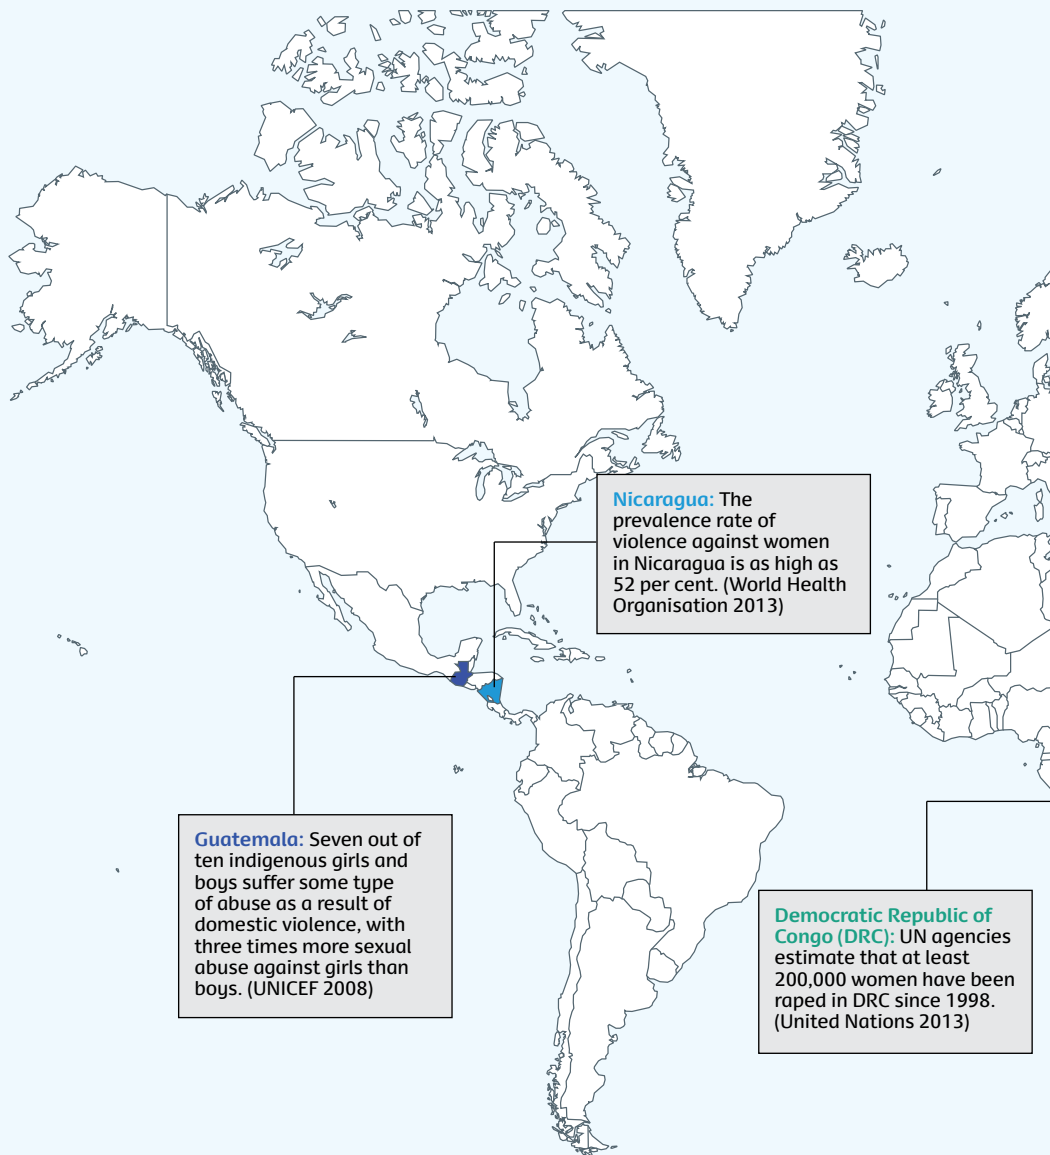 Nicaragua: The
prevalence rate of
violence against women
in Nicaragua is as high as
52 per cent. (World Health
Organisation 2013)
Guatemala: Seven out of
ten indigenous girls and
boys suffer some type
of abuse as a result of
domestic violence, with
three times more sexual
abuse against girls than
boys. (UNICEF 2008)
Democratic Republic of
Congo (DRC): UN agencies
estimate that at least
200,000 women have been
raped in DRC since 1998.
(United Nations 2013)